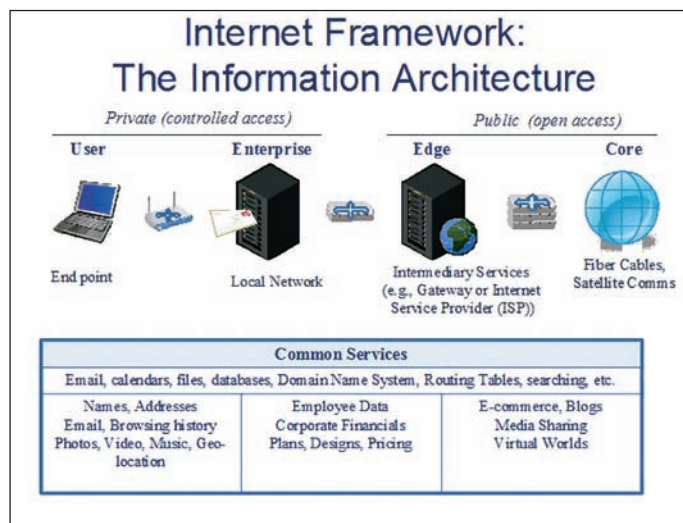 Internet Framework:
The Information Architecture
Private (controlled access)
Public (open access)
User
Enterprise
Edge
Core
End point
Local Network
Intermediary Services
(e.g., Gateway or Internet
Service Provider (ISP))
Fiber Cables,
Satellite Comms
Common Services
Email, calendars, files, databases, Domain Name System, Routing Tables, searching, etc.
Names, Addresses
Email, Browsing history
Photos, Video, Music, Geo-
location
Employee Data
Corporate Financials
Plans, Designs, Pricing
E-commerce, Blogs
Media Sharing
Virtual Worlds